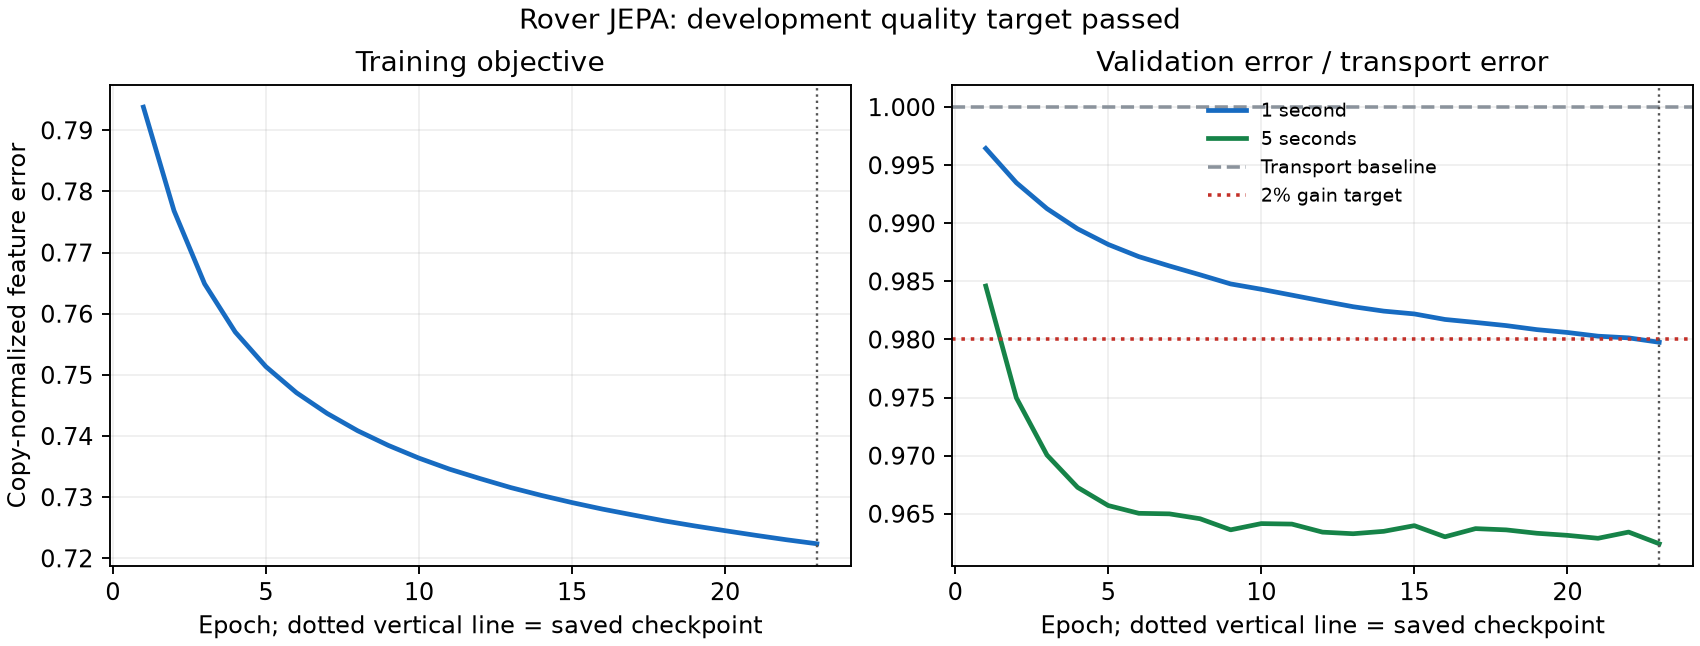 Rover JEPA: development quality target passed
Training objective
Copy-normalized feature error
0.79
0.78
0.77
0.76
0.75
0.74
0.73
0.72
0
5
10
15
20
Epoch; dotted vertical line = saved checkpoint
Validation error / transport error
1.000
0.995
0.990
0.985
0.980
0.975
0.970
0.965
1 second
5 seconds
Transport baseline
2% gain target
0
5
10
15
20
Epoch; dotted vertical line = saved checkpoint